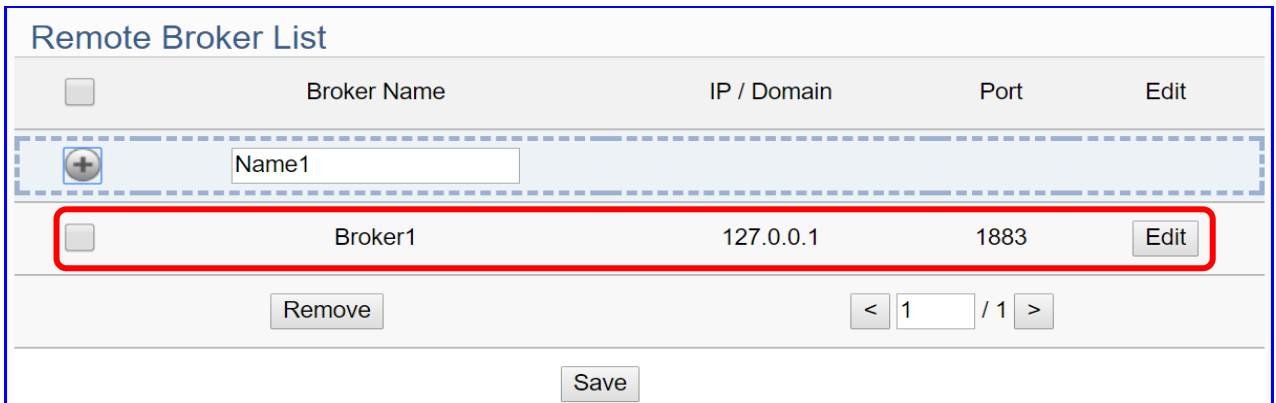 Remote Broker List
Broker Name IP / Domain Port Edit
Name1
Broker1 127.0.0.1 1883 Edit
Remove < 1 / 1 >
Save